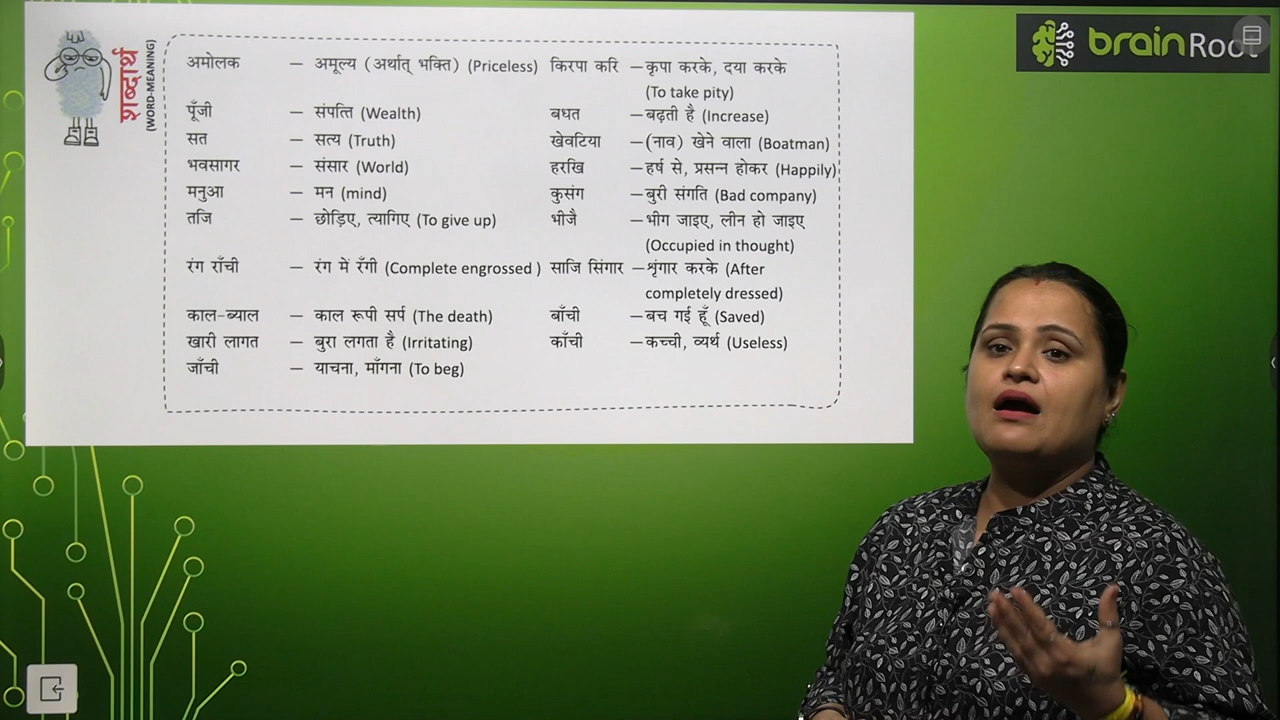 brainRoot
शब्दार्थ
(WORD-MEANING)
अमोलक – अमूल्य (अर्थात् भक्ति) (Priceless) किरपा करि – कृपा करके, दया करके
(To take pity)
पूँजी – संपत्ति (Wealth) बधत – बढ़ती है (Increase)
सत – सत्य (Truth) खेवटिया – (नाव) खेने वाला (Boatman)
भवसागर – संसार (World) हरखि – हर्ष से, प्रसन्न होकर (Happily)
मनुआ – मन (mind) कुसंग – बुरी संगति (Bad company)
तजि – छोड़िए, त्यागिए (To give up) भीजै – भीग जाइए, लीन हो जाइए
(Occupied in thought)
रंग राँची – रंग में रँगी (Complete engrossed ) साजि सिंगार – शृंगार करके (After
completely dressed)
काल-ब्याल – काल रूपी सर्प (The death) बाँची – बच गई हूँ (Saved)
खारी लागत – बुरा लगता है (Irritating) काँची – कच्ची, व्यर्थ (Useless)
जाँची – याचना, माँगना (To beg)